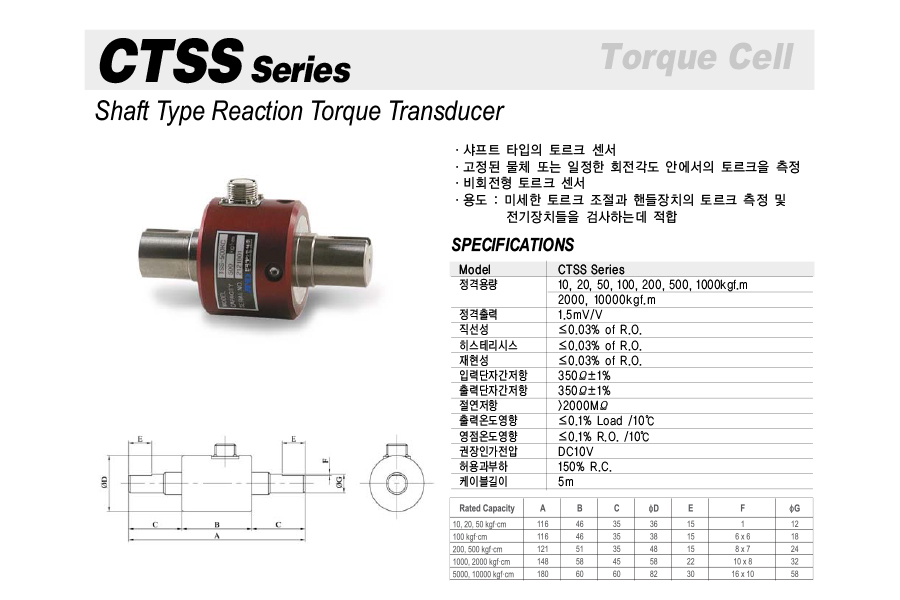 CTSS Series
Torque Cell
Shaft Type Reaction Torque Transducer
· 샤프트 타입의 토르크 센서
· 고정된 물체 또는 일정한 회전각도 안에서의 토르크을 측정
· 비회전형 토르크 센서
· 용도 : 미세한 토르크 조절과 핸들장치의 토르크 측정 및
전기장치들을 검사하는데 적합
SPECIFICATIONS
Model CTSS Series
정격용량 10, 20, 50, 100, 200, 500, 1000kgf.m
2000, 10000kgf.m
정격출력 1.5mV/V
직선성 ≤0.03% of R.O.
히스테리시스 ≤0.03% of R.O.
재현성 ≤0.03% of R.O.
입력단자간저항 350Ω±1%
출력단자간저항 350Ω±1%
절연저항 >2000MΩ
출력온도영향 ≤0.1% Load /10℃
영점온도영향 ≤0.1% R.O. /10℃
권장인가전압 DC10V
허용과부하 150% R.C.
케이블길이 5m
E E
F
ØD ØG
C B C
A
Rated Capacity A B C ϕD E F ϕG
10, 20, 50 kgf·cm 116 46 35 36 15 1 12
100 kgf·cm 116 46 35 38 15 6 x 6 18
200, 500 kgf·cm 121 51 35 48 15 8 x 7 24
1000, 2000 kgf·cm 148 58 45 58 22 10 x 8 32
5000, 10000 kgf·cm 180 60 60 82 30 16 x 10 58